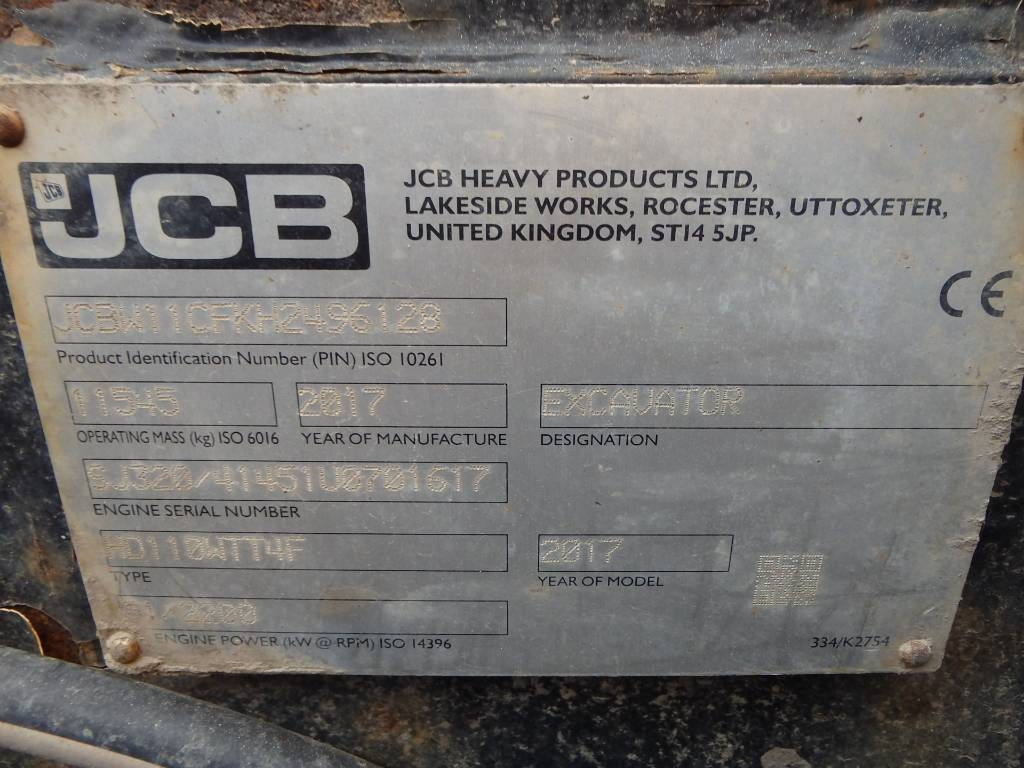 JCB
JCB HEAVY PRODUCTS LTD,
LAKESIDE WORKS, ROCESTER, UTTOXETER,
UNITED KINGDOM, ST14 5JP.
CE
JCBW11CFKH2496128
Product Identification Number (PIN) ISO 10261
11545 2017 EXCAVATOR
OPERATING MASS (kg) ISO 6016 YEAR OF MANUFACTURE DESIGNATION
SJ320/41451U0701617
ENGINE SERIAL NUMBER
HD110WTT4F 2017
TYPE YEAR OF MODEL
ENGINE POWER (kW @ RPM) ISO 14396 334/K2754